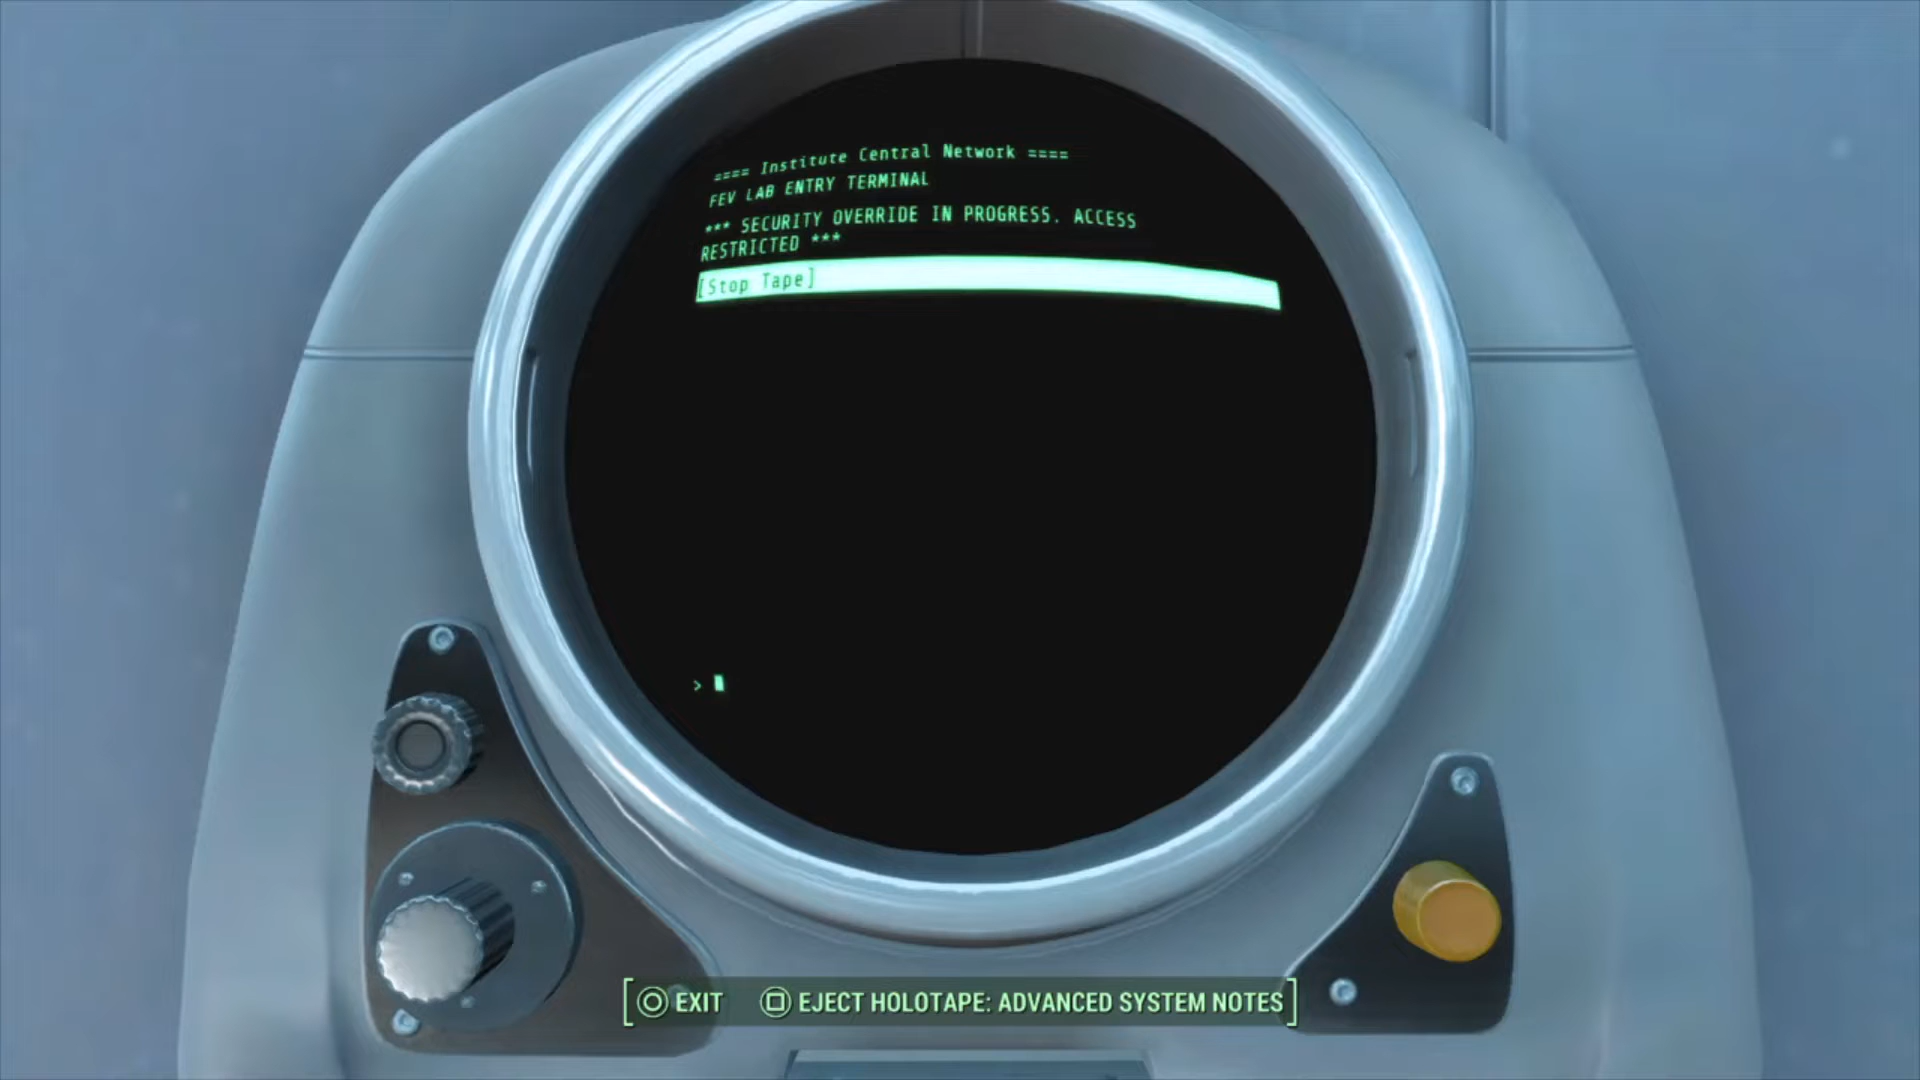 ==== Institute Central Network ====
FEV LAB ENTRY TERMINAL
*** SECURITY OVERRIDE IN PROGRESS. ACCESS
RESTRICTED ***
[Stop Tape]
>
EXIT EJECT HOLOTAPE: ADVANCED SYSTEM NOTES